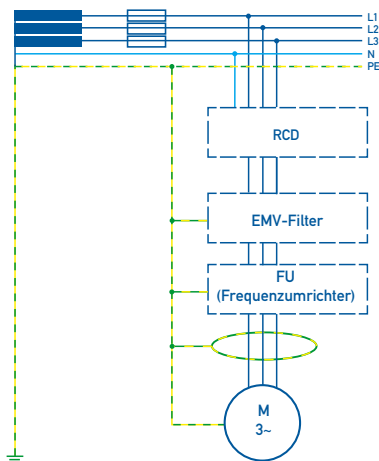 L1
L2
L3
N
PE
RCD
EMV-Filter
FU
(Frequenzumrichter)
M
3~